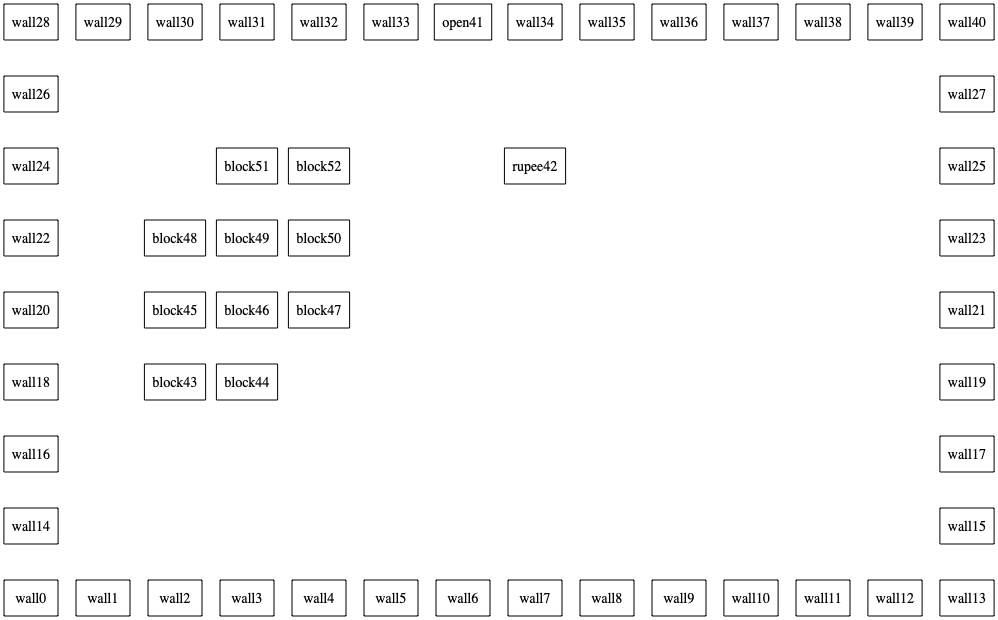 wall28 wall29 wall30 wall31 wall32 wall33 open41 wall34 wall35 wall36 wall37 wall38 wall39 wall40
wall26 wall27
wall24 block51 block52 rupee42 wall25
wall22 block48 block49 block50 wall23
wall20 block45 block46 block47 wall21
wall18 block43 block44 wall19
wall16 wall17
wall14 wall15
wall0 wall1 wall2 wall3 wall4 wall5 wall6 wall7 wall8 wall9 wall10 wall11 wall12 wall13